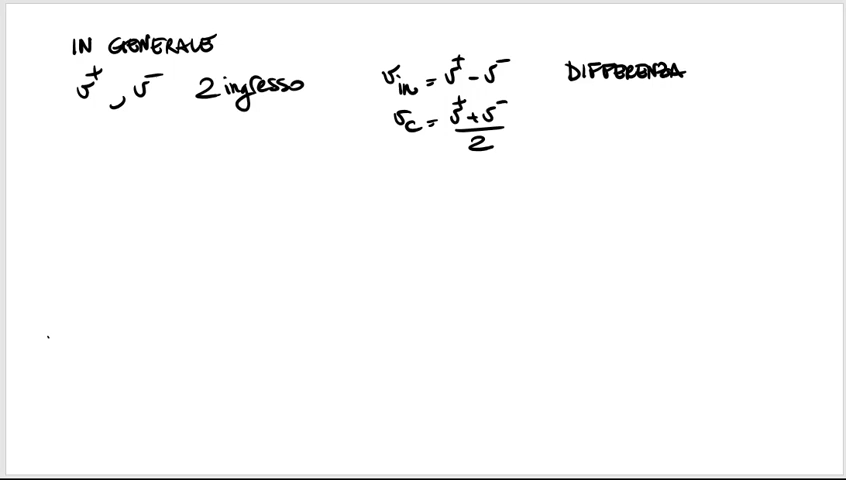 IN GENERALE
v⁺, v⁻ 2 ingresso v_in = v⁺ - v⁻ DIFFERENZA
v_c = (v⁺ + v⁻)/2